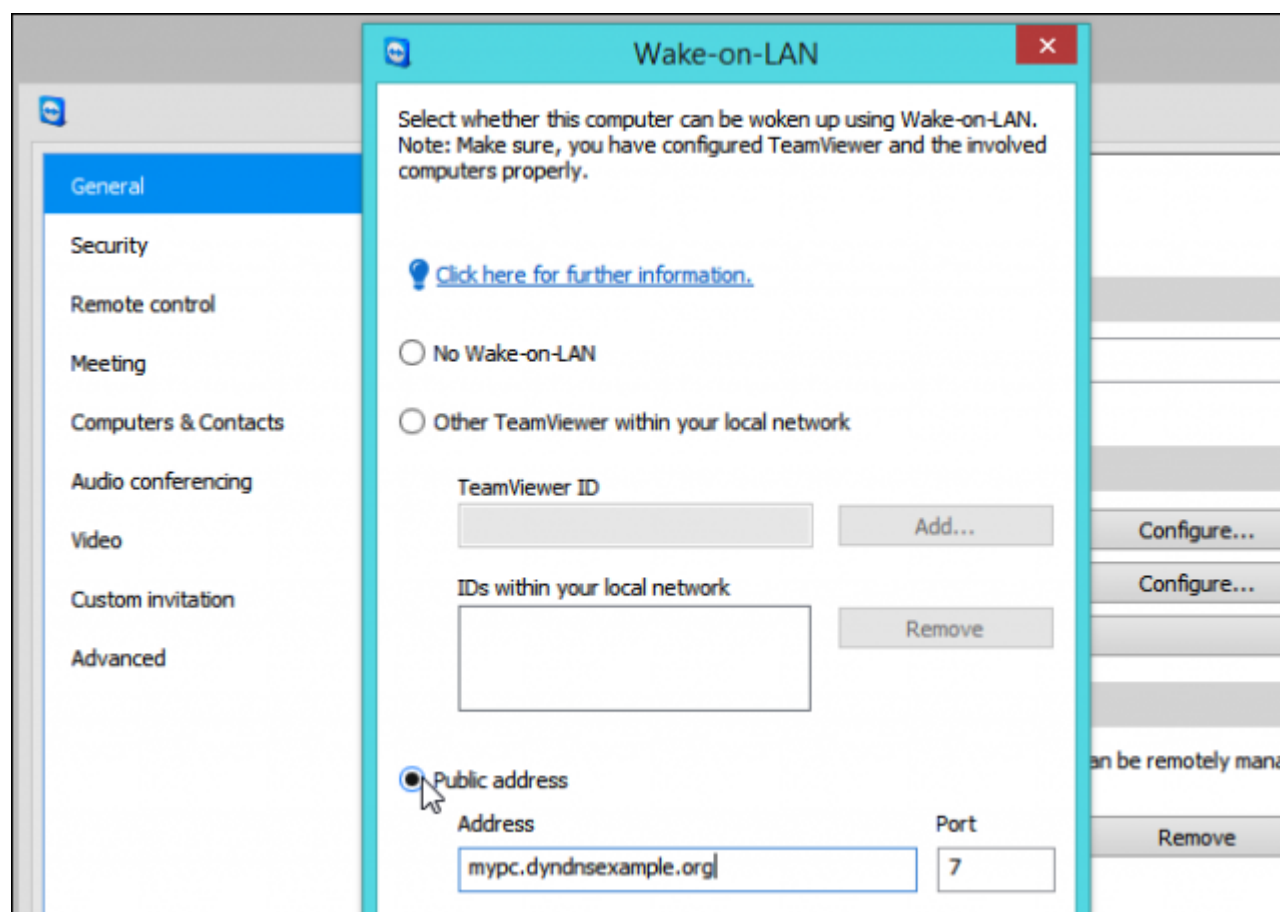 Wake-on-LAN
Select whether this computer can be woken up using Wake-on-LAN.
Note: Make sure, you have configured TeamViewer and the involved
computers properly.
Click here for further information.
No Wake-on-LAN
Other TeamViewer within your local network
TeamViewer ID
Add...
IDs within your local network
Remove
Public address
Address
Port
mypc.dyndnsexample.org
7
General
Security
Remote control
Meeting
Computers & Contacts
Audio conferencing
Video
Custom invitation
Advanced
Configure...
Configure...
an be remotely mana
Remove